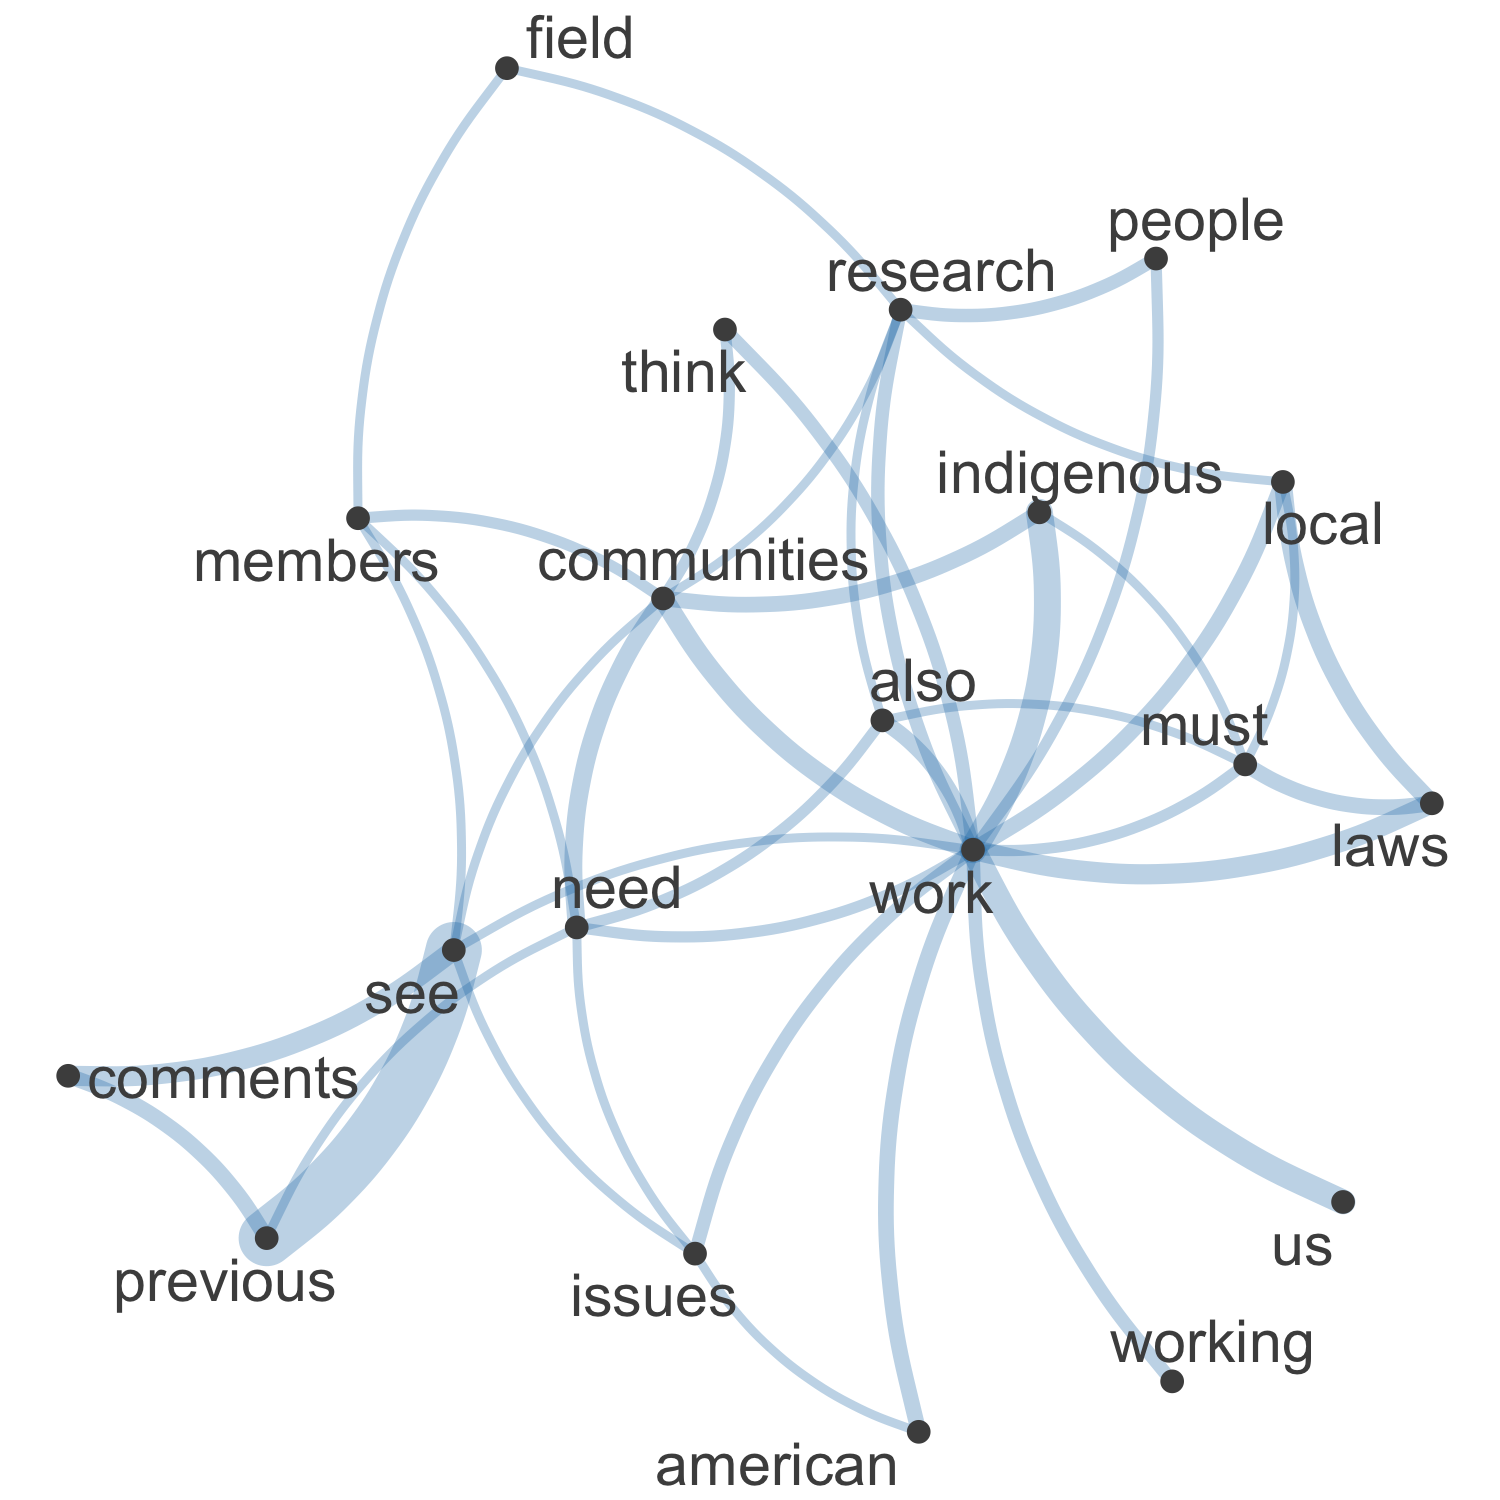 field
people
research
think
indigenous
local
members
communities
also
must
laws
need
work
see
comments
us
previous
issues
working
american